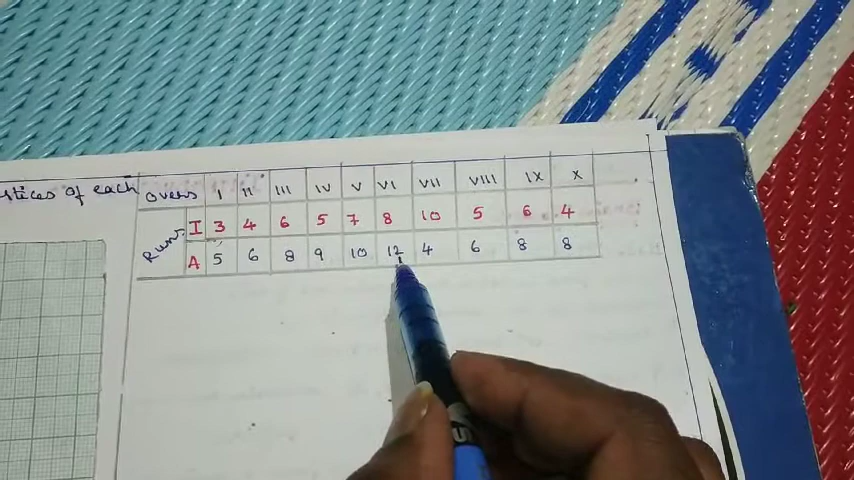 of each
overs I II III IV V VI VII VIII IX X
Runs I 3 4 6 5 7 8 10 5 6 4
A 5 6 8 9 10 12 4 6 8 8